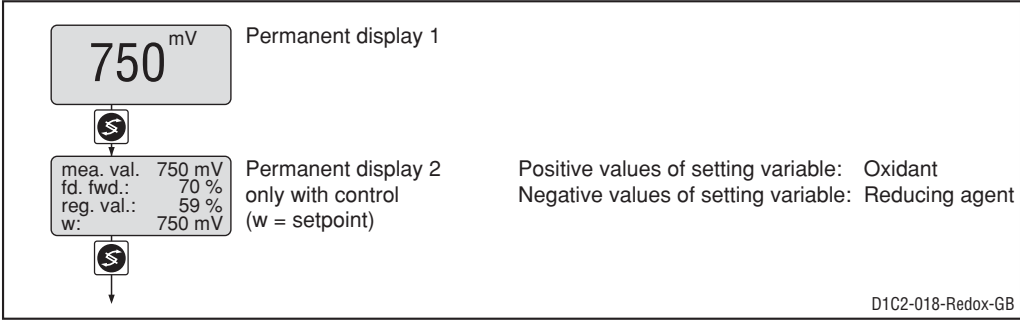 750 mV
Permanent display 1
mea. val. 750 mV
fd. fwd.: 70 %
reg. val.: 59 %
w: 750 mV
Permanent display 2
only with control
(w = setpoint)
Positive values of setting variable: Oxidant
Negative values of setting variable: Reducing agent
D1C2-018-Redox-GB